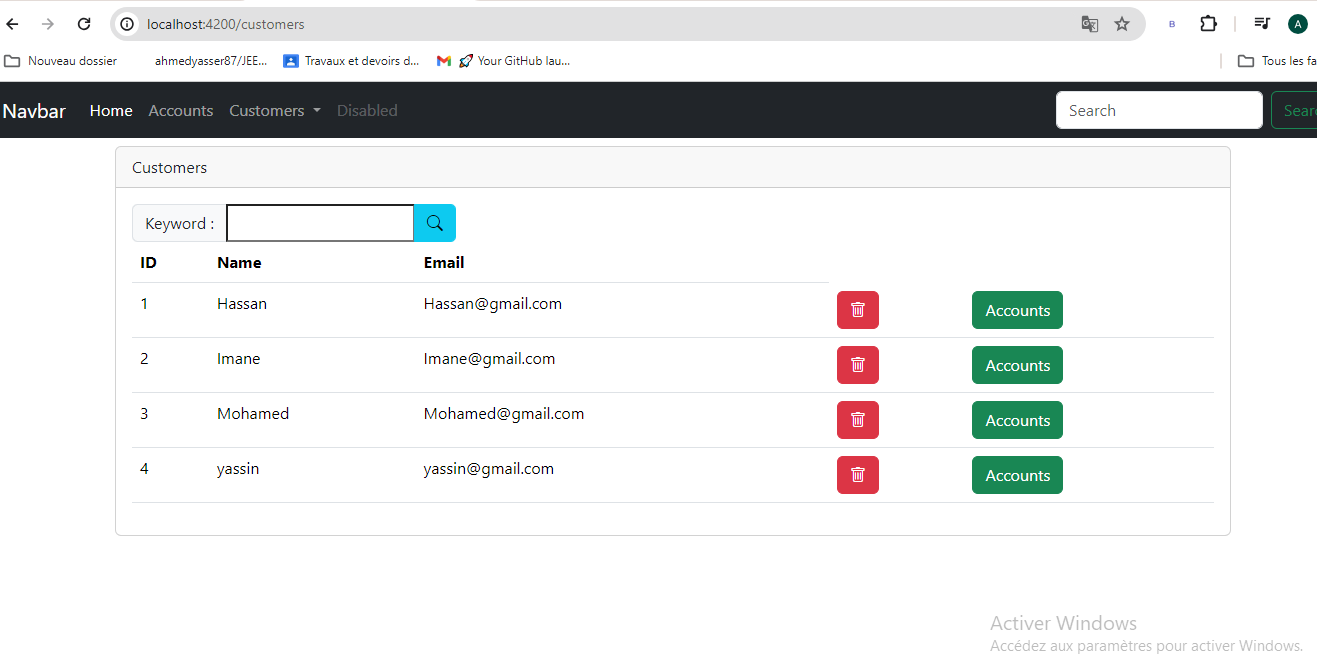 localhost:4200/customers
B
A
Nouveau dossier ahmedyasser87/JEE... Travaux et devoirs d... Your GitHub lau... Tous les fa
Navbar Home Accounts Customers Disabled Search Sear
Customers
Keyword :
ID Name Email
1 Hassan Hassan@gmail.com Accounts
2 Imane Imane@gmail.com Accounts
3 Mohamed Mohamed@gmail.com Accounts
4 yassin yassin@gmail.com Accounts
Activer Windows
Accédez aux paramètres pour activer Windows.